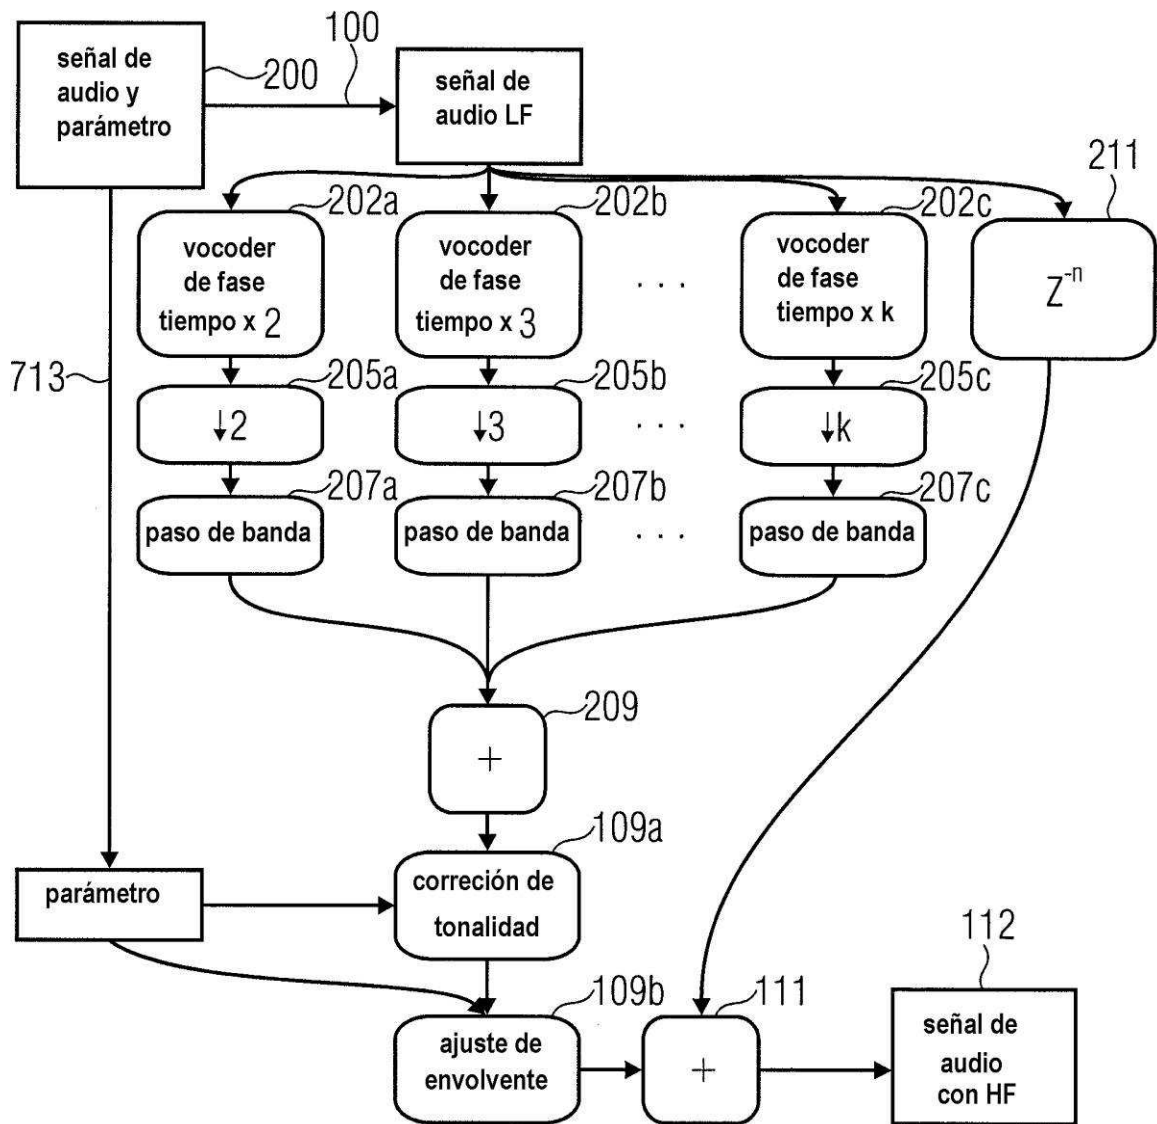 señal de
audio y
parámetro
200
100
señal de
audio LF
211
202a
202b
202c
vocoder
de fase
tiempo x 2
vocoder
de fase
tiempo x 3
. . .
vocoder
de fase
tiempo x k
Z⁻ⁿ
713
205a
205b
205c
↓2
↓3
. . .
↓k
207a
207b
207c
paso de banda
paso de banda
. . .
paso de banda
209
+
109a
parámetro
correción de
tonalidad
112
109b
111
ajuste de
envolvente
+
señal de
audio
con HF